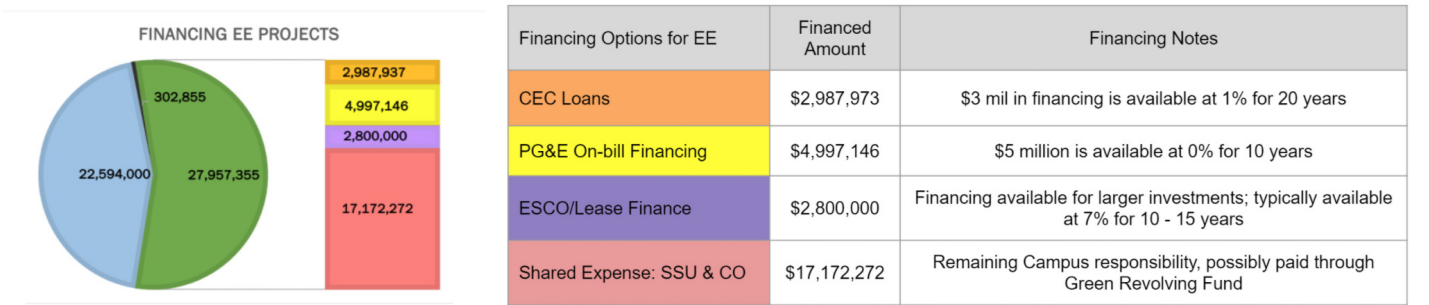 FINANCING EE PROJECTS
302,855
22,594,000
27,957,355
2,987,937
4,997,146
2,800,000
17,172,272
Financing Options for EE
Financed
Amount
Financing Notes
CEC Loans
$2,987,973
$3 mil in financing is available at 1% for 20 years
PG&E On-bill Financing
$4,997,146
$5 million is available at 0% for 10 years
ESCO/Lease Finance
$2,800,000
Financing available for larger investments; typically available
at 7% for 10 - 15 years
Shared Expense: SSU & CO
$17,172,272
Remaining Campus responsibility, possibly paid through
Green Revolving Fund